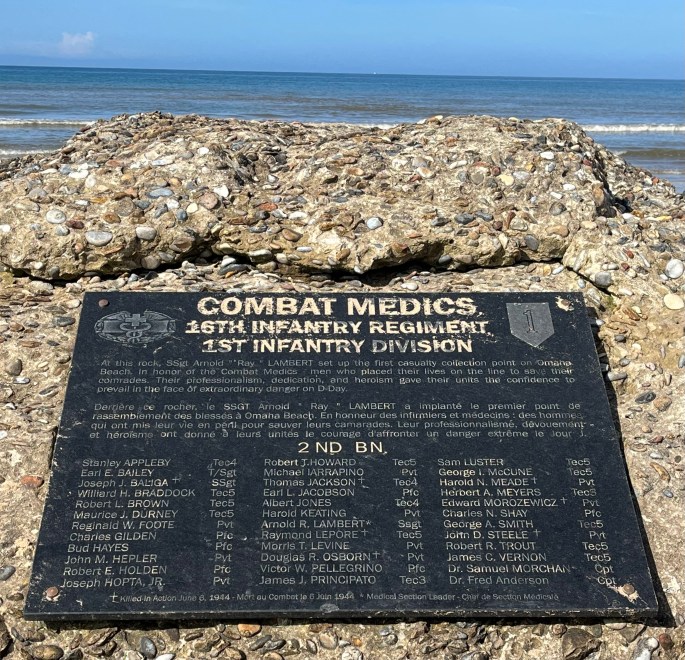 COMBAT MEDICS
16TH INFANTRY REGIMENT,
1ST INFANTRY DIVISION
1
At this rock, SSgt Arnold "Ray" LAMBERT set up the first casualty collection point on Omaha
Beach. In honor of the Combat Medics - men who placed their lives on the line to save their
comrades. Their professionalism, dedication, and heroism gave their units the confidence to
prevail in the face of extraordinary danger on D-Day.
Derrière ce rocher, le SSGT Arnold "Ray" LAMBERT a implanté le premier point de
rassemblement des blessés à Omaha Beach. En honneur des infirmiers et médecins : des hommes
qui ont mis leur vie en péril pour sauver leurs camarades. Leur professionnalisme, dévouement
et héroïsme ont donné à leurs unités le courage d'affronter un danger extrême le Jour J.
2 ND BN.
Stanley APPLEBY Tec4
Earl E. BAILEY T/Sgt
Joseph J. BALIGA + SSgt
Willard H. BRADDOCK Tec5
Robert L. BROWN Tec5
Maurice J. DURNEY Tec5
Reginald W. FOOTE Pvt
Charles GILDEN Pfc
Bud HAYES Pfc
John M. HEPLER Pvt
Robert E. HOLDEN Pfc
Joseph HOPTA, JR. Pvt
Robert J. HOWARD Tec5
Michael IARRAPINO Pvt
Thomas JACKSON + Tec4
Earl L. JACOBSON Pfc
Albert JONES Tec4
Harold KEATING Pvt
Arnold R. LAMBERT* Ssgt
Raymond LEPORE + Tec5
Morris T. LEVINE Pvt
Douglas R. OSBORN + Pvt
Victor W. PELLEGRINO Pfc
James J. PRINCIPATO Tec3
Sam LUSTER Tec5
George I. McCUNE Tec5
Harold N. MEADE + Pvt
Herbert A. MEYERS Tec3
Edward MOROZEWICZ + Pvt
Charles N. SHAY Pfc
George A. SMITH Tec5
John D. STEELE + Pvt
Robert R. TROUT Tec5
James C. VERNON Tec5
Dr. Samuel MORCHAN Cpt
Dr. Fred Anderson Cpt
+ Killed in Action June 6, 1944 - Mort au Combat le 6 Juin 1944 * Medical Section Leader - Chef de Section Médicale